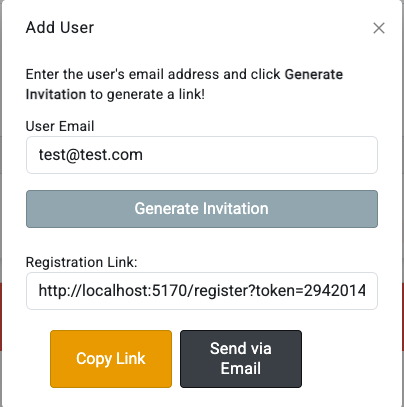 Add User
Enter the user's email address and click Generate
Invitation to generate a link!
User Email
test@test.com
Generate Invitation
Registration Link:
http://localhost:5170/register?token=2942014
Copy Link
Send via
Email